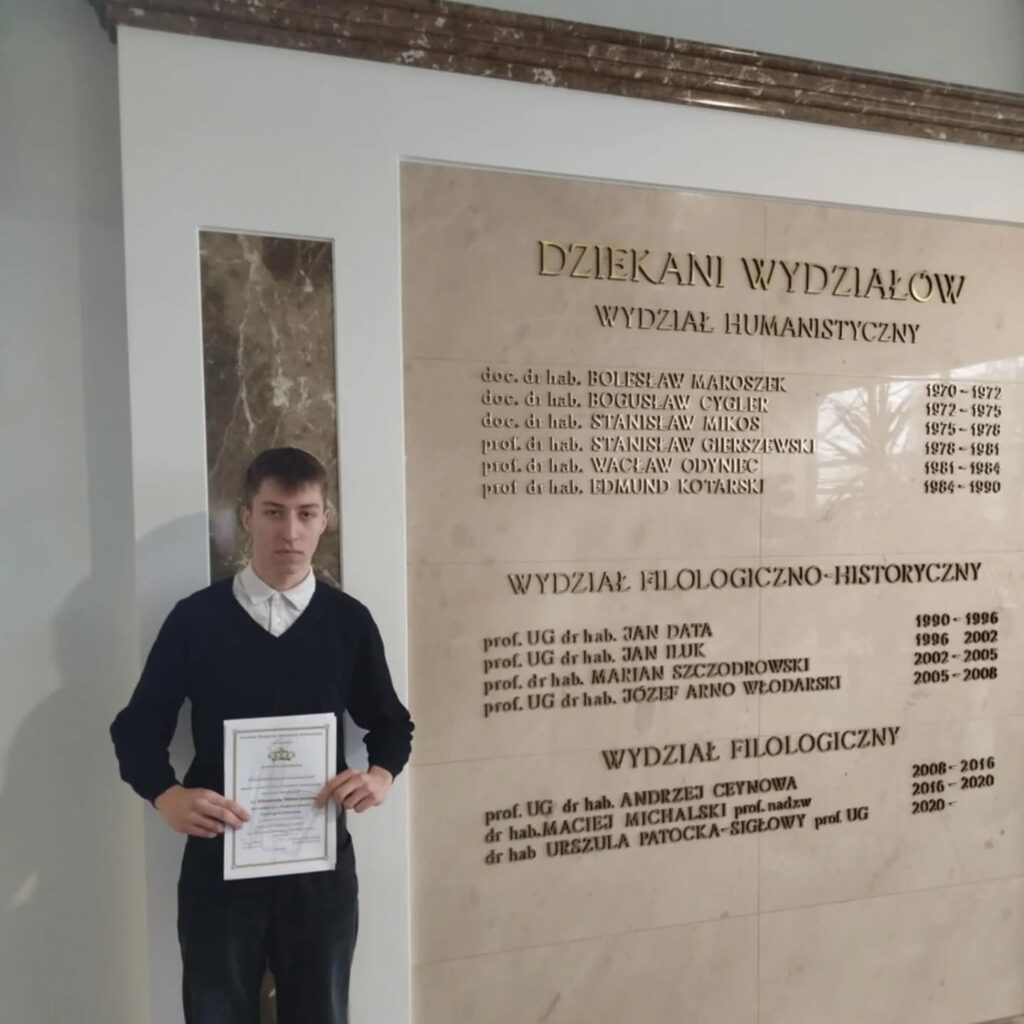 DZIEKANI WYDZIAŁÓW
WYDZIAŁ HUMANISTYCZNY
doc. dr hab. BOLESŁAW MAROSZEK 1970 - 1972
doc. dr hab. BOGUSŁAW CYGLER 1972 - 1975
doc. dr hab. STANISŁAW MIKOS 1975 - 1978
prof. dr hab. STANISŁAW GIERSZEWSKI 1978 - 1981
prof. dr hab. WACŁAW ODYNIEC 1981 - 1984
prof dr hab. EDMUND KOTARSKI 1984 - 1990
WYDZIAŁ FILOLOGICZNO-HISTORYCZNY
prof. UG dr hab. JAN DATA 1990 - 1996
prof. UG dr hab. JAN ILUK 1996 2002
prof. dr hab. MARIAN SZCZODROWSKI 2002 - 2005
prof. UG dr hab. JÓZEF ARNO WŁODARSKI 2005 - 2008
WYDZIAŁ FILOLOGICZNY
prof. UG dr hab. ANDRZEJ CEYNOWA 2008 - 2016
dr hab. MACIEJ MICHALSKI prof. nadzw 2016 - 2020
dr hab URSZULA PATOCKA-SIGŁOWY prof. UG 2020 -